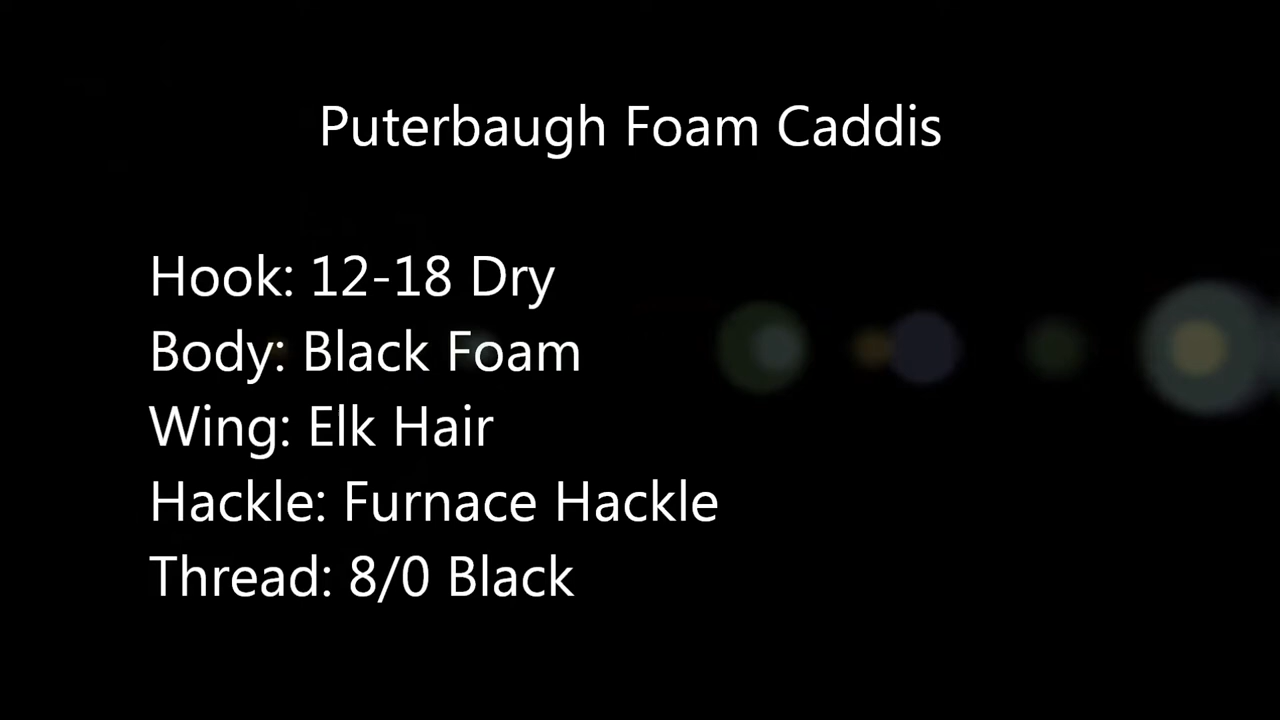 Puterbaugh Foam Caddis
Hook: 12-18 Dry
Body: Black Foam
Wing: Elk Hair
Hackle: Furnace Hackle
Thread: 8/0 Black